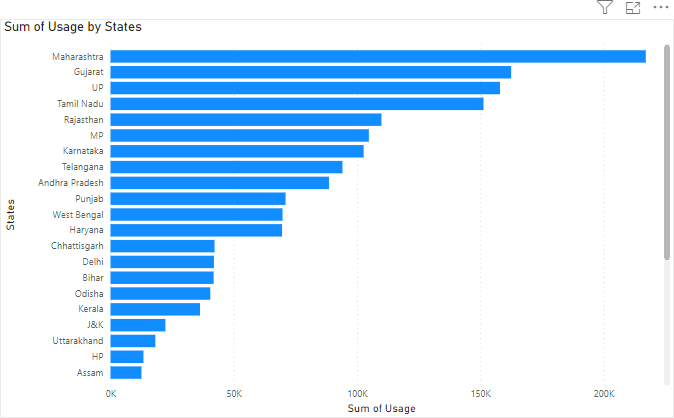 Sum of Usage by States
States
Maharashtra
Gujarat
UP
Tamil Nadu
Rajasthan
MP
Karnataka
Telangana
Andhra Pradesh
Punjab
West Bengal
Haryana
Chhattisgarh
Delhi
Bihar
Odisha
Kerala
J&K
Uttarakhand
HP
Assam
0K 50K 100K 150K 200K
Sum of Usage